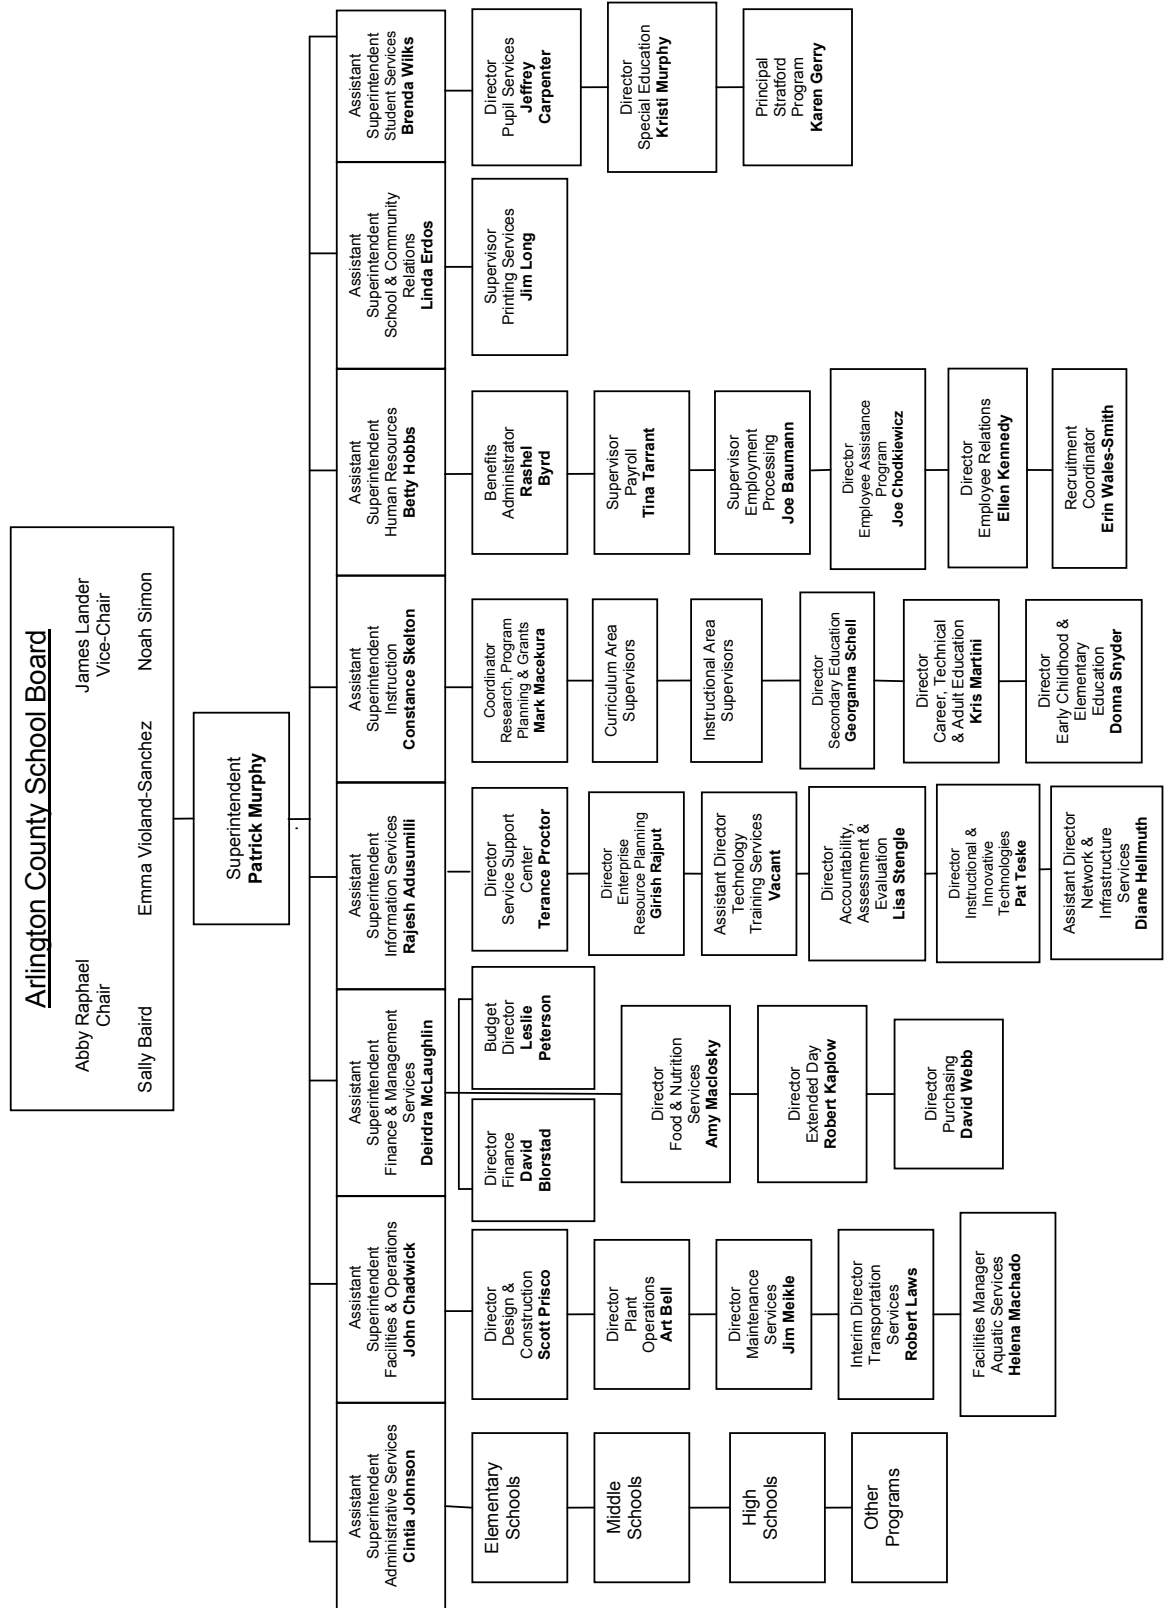 Arlington County School Board
Abby Raphael
Chair
James Lander
Vice-Chair
Sally Baird
Emma Violand-Sanchez
Noah Simon
Superintendent
Patrick Murphy
Assistant
Superintendent
Administrative Services
Cintia Johnson
Elementary
Schools
Middle
Schools
High
Schools
Other
Programs
Assistant
Superintendent
Facilities & Operations
John Chadwick
Director
Design &
Construction
Scott Prisco
Director
Plant
Operations
Art Bell
Director
Maintenance
Services
Jim Meikle
Interim Director
Transportation
Services
Robert Laws
Facilities Manager
Aquatic Services
Helena Machado
Assistant
Superintendent
Finance & Management
Services
Deirdra McLaughlin
Director
Finance
David
Blorstad
Budget
Director
Leslie
Peterson
Director
Food & Nutrition
Services
Amy Maclosky
Director
Extended Day
Robert Kaplow
Director
Purchasing
David Webb
Assistant
Superintendent
Information Services
Rajesh Adusumilli
Director
Service Support
Center
Terance Proctor
Director
Enterprise
Resource Planning
Girish Rajput
Assistant Director
Technology
Training Services
Vacant
Director
Accountability,
Assessment &
Evaluation
Lisa Stengle
Director
Instructional &
Innovative
Technologies
Pat Teske
Assistant Director
Network &
Infrastructure
Services
Diane Hellmuth
Assistant
Superintendent
Instruction
Constance Skelton
Coordinator
Research, Program
Planning & Grants
Mark Macekura
Curriculum Area
Supervisors
Instructional Area
Supervisors
Director
Secondary Education
Georganna Schell
Director
Career, Technical
& Adult Education
Kris Martini
Director
Early Childhood &
Elementary
Education
Donna Snyder
Assistant
Superintendent
Human Resources
Betty Hobbs
Benefits
Administrator
Rashel
Byrd
Supervisor
Payroll
Tina Tarrant
Supervisor
Employment
Processing
Joe Baumann
Director
Employee Assistance
Program
Joe Chodkiewicz
Director
Employee Relations
Ellen Kennedy
Recruitment
Coordinator
Erin Wales-Smith
Assistant
Superintendent
School & Community
Relations
Linda Erdos
Supervisor
Printing Services
Jim Long
Assistant
Superintendent
Student Services
Brenda Wilks
Director
Pupil Services
Jeffrey
Carpenter
Director
Special Education
Kristi Murphy
Principal
Stratford
Program
Karen Gerry